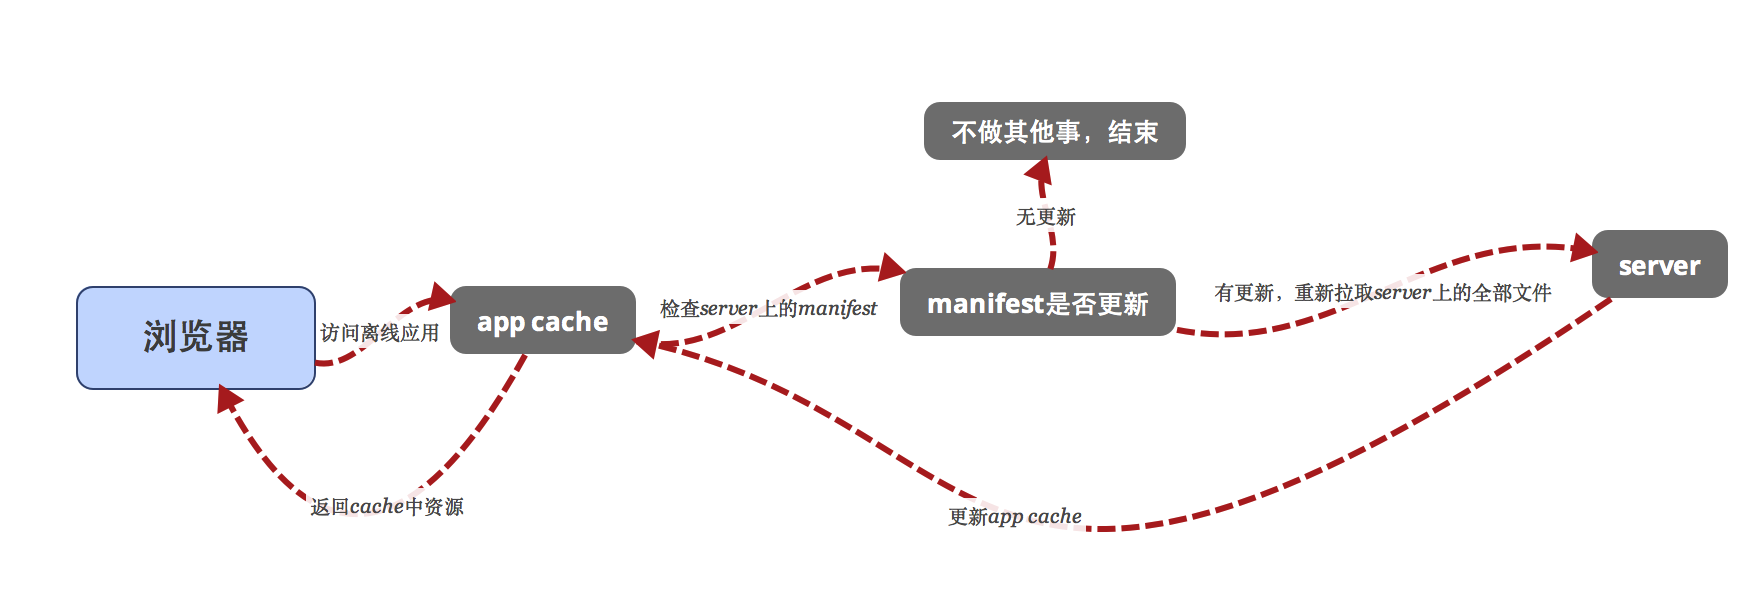 不做其他事，结束
无更新
server
浏览器
访问离线应用
app cache
检查server上的manifest
manifest是否更新
有更新，重新拉取server上的全部文件
返回cache中资源
更新app cache